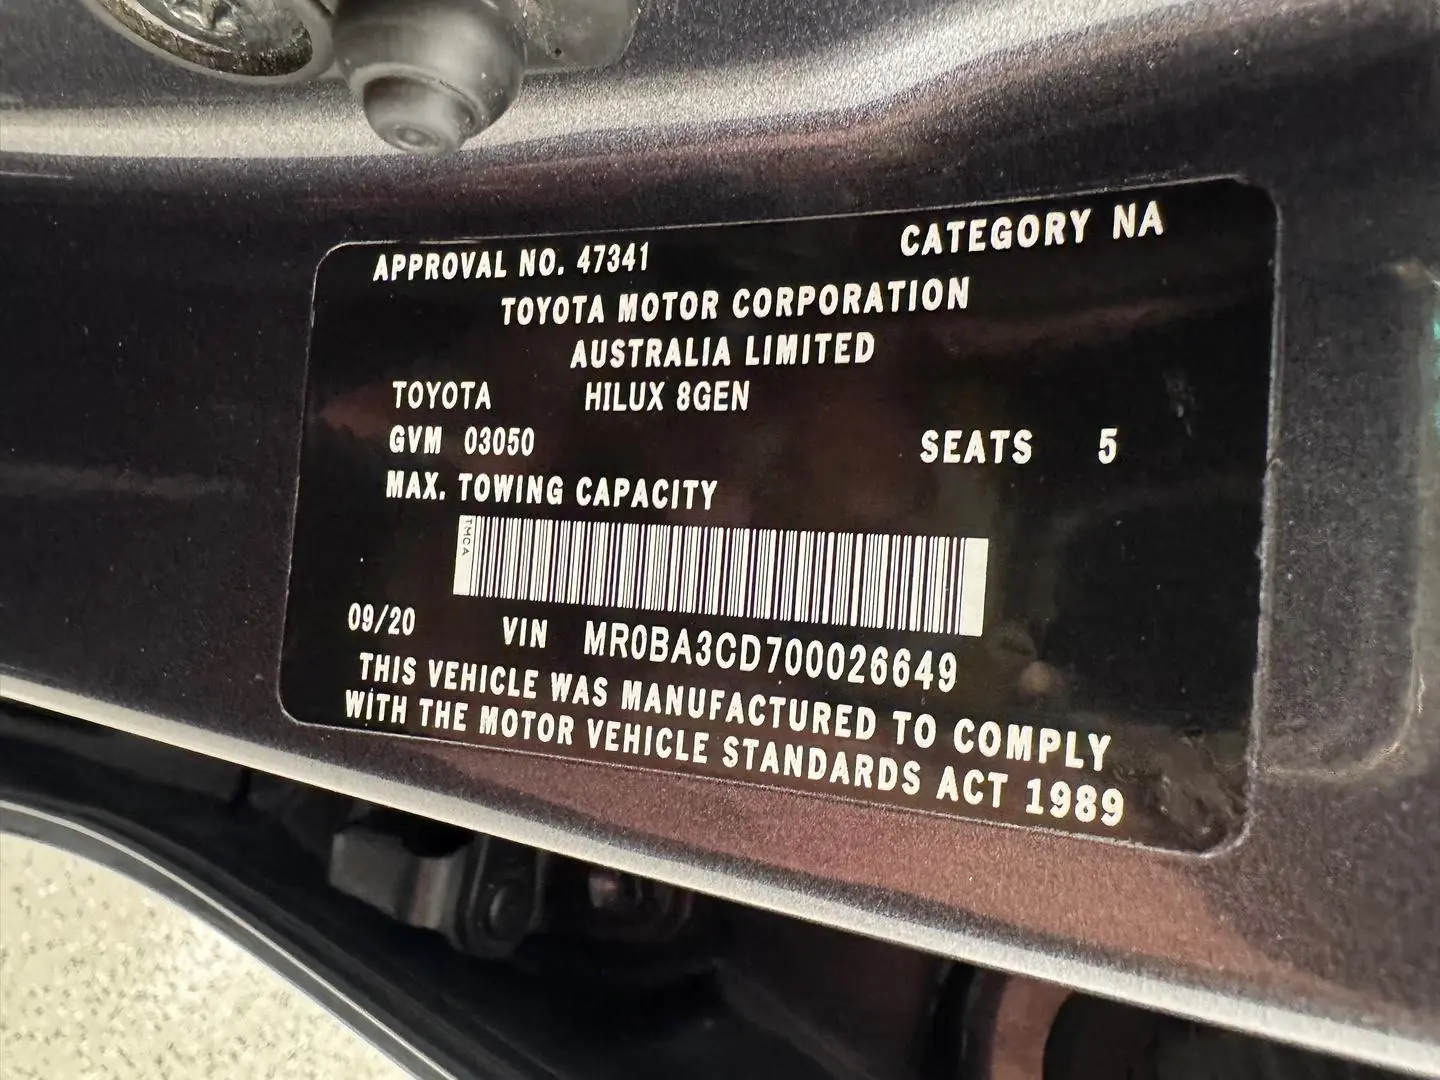 APPROVAL NO. 47341 CATEGORY NA
TOYOTA MOTOR CORPORATION
AUSTRALIA LIMITED
TOYOTA HILUX 8GEN
GVM 03050 SEATS 5
MAX. TOWING CAPACITY
TMCA
09/20 VIN MR0BA3CD700026649
THIS VEHICLE WAS MANUFACTURED TO COMPLY
WITH THE MOTOR VEHICLE STANDARDS ACT 1989